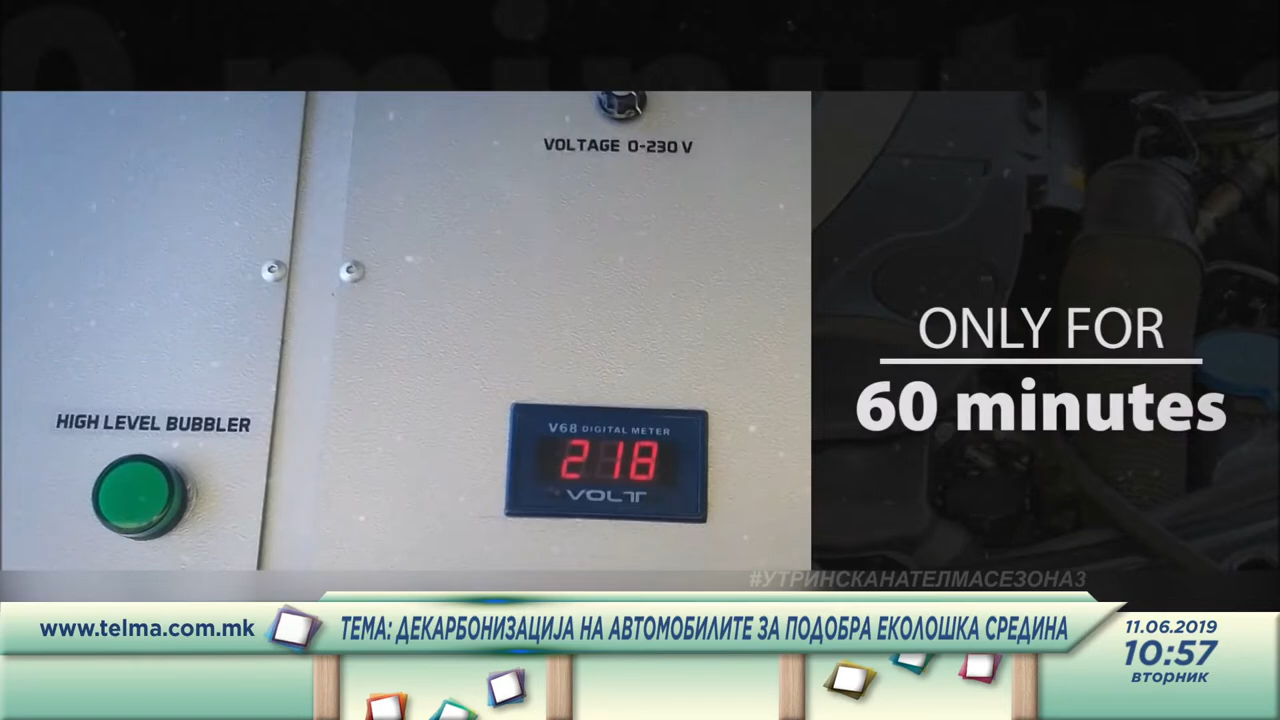 VOLTAGE 0-230 V
HIGH LEVEL BUBBLER
V68 DIGITAL METER
218
VOLT
ONLY FOR
60 minutes
#УТРИНСКАНАТЕЛМАСЕЗОНА3
www.telma.com.mk
ТЕМА: ДЕКАРБОНИЗАЦИЈА НА АВТОМОБИЛИТЕ ЗА ПОДОБРА ЕКОЛОШКА СРЕДИНА
11.06.2019
10:57
вторник